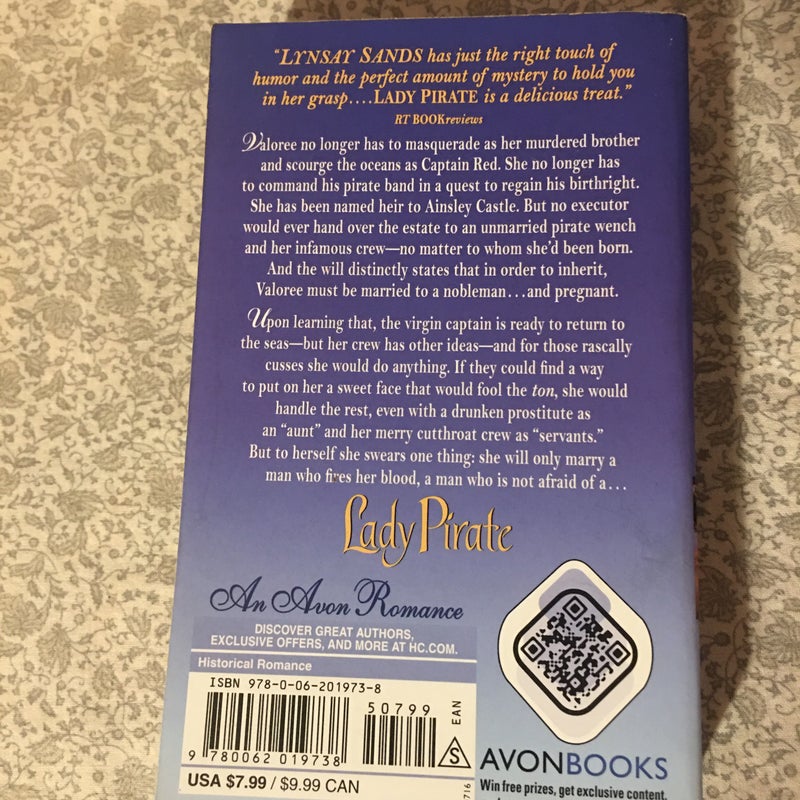 "LYNSAY SANDS has just the right touch of
humor and the perfect amount of mystery to hold you
in her grasp....LADY PIRATE is a delicious treat."
RT BOOKreviews
Valoree no longer has to masquerade as her murdered brother
and scourge the oceans as Captain Red. She no longer has
to command his pirate band in a quest to regain his birthright.
She has been named heir to Ainsley Castle. But no executor
would ever hand over the estate to an unmarried pirate wench
and her infamous crew—no matter to whom she'd been born.
And the will distinctly states that in order to inherit,
Valoree must be married to a nobleman...and pregnant.
Upon learning that, the virgin captain is ready to return to
the seas—but her crew has other ideas—and for those rascally
cusses she would do anything. If they could find a way
to put on her a sweet face that would fool the ton, she would
handle the rest, even with a drunken prostitute as
an "aunt" and her merry cutthroat crew as "servants."
But to herself she swears one thing: she will only marry a
man who fires her blood, a man who is not afraid of a...
Lady Pirate
An Avon Romance
DISCOVER GREAT AUTHORS,
EXCLUSIVE OFFERS, AND MORE AT HC.COM.
Historical Romance
ISBN 978-0-06-201973-8
50799
EAN
9 780062 019738
S
USA $7.99 / $9.99 CAN
716
AVONBOOKS
Win free prizes, get exclusive content,